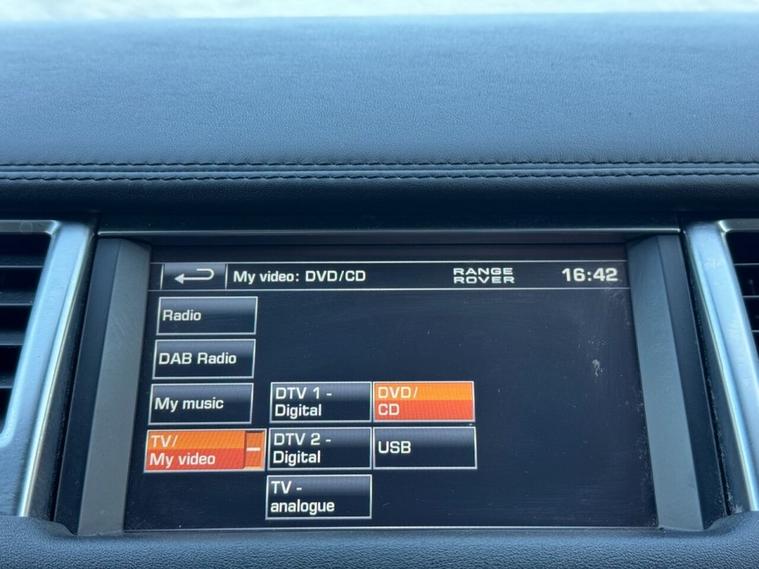 My video: DVD/CD
RANGE
ROVER
16:42
Radio
DAB Radio
My music
TV/
My video
DTV 1 -
Digital
DVD/
CD
DTV 2 -
Digital
USB
TV -
analogue